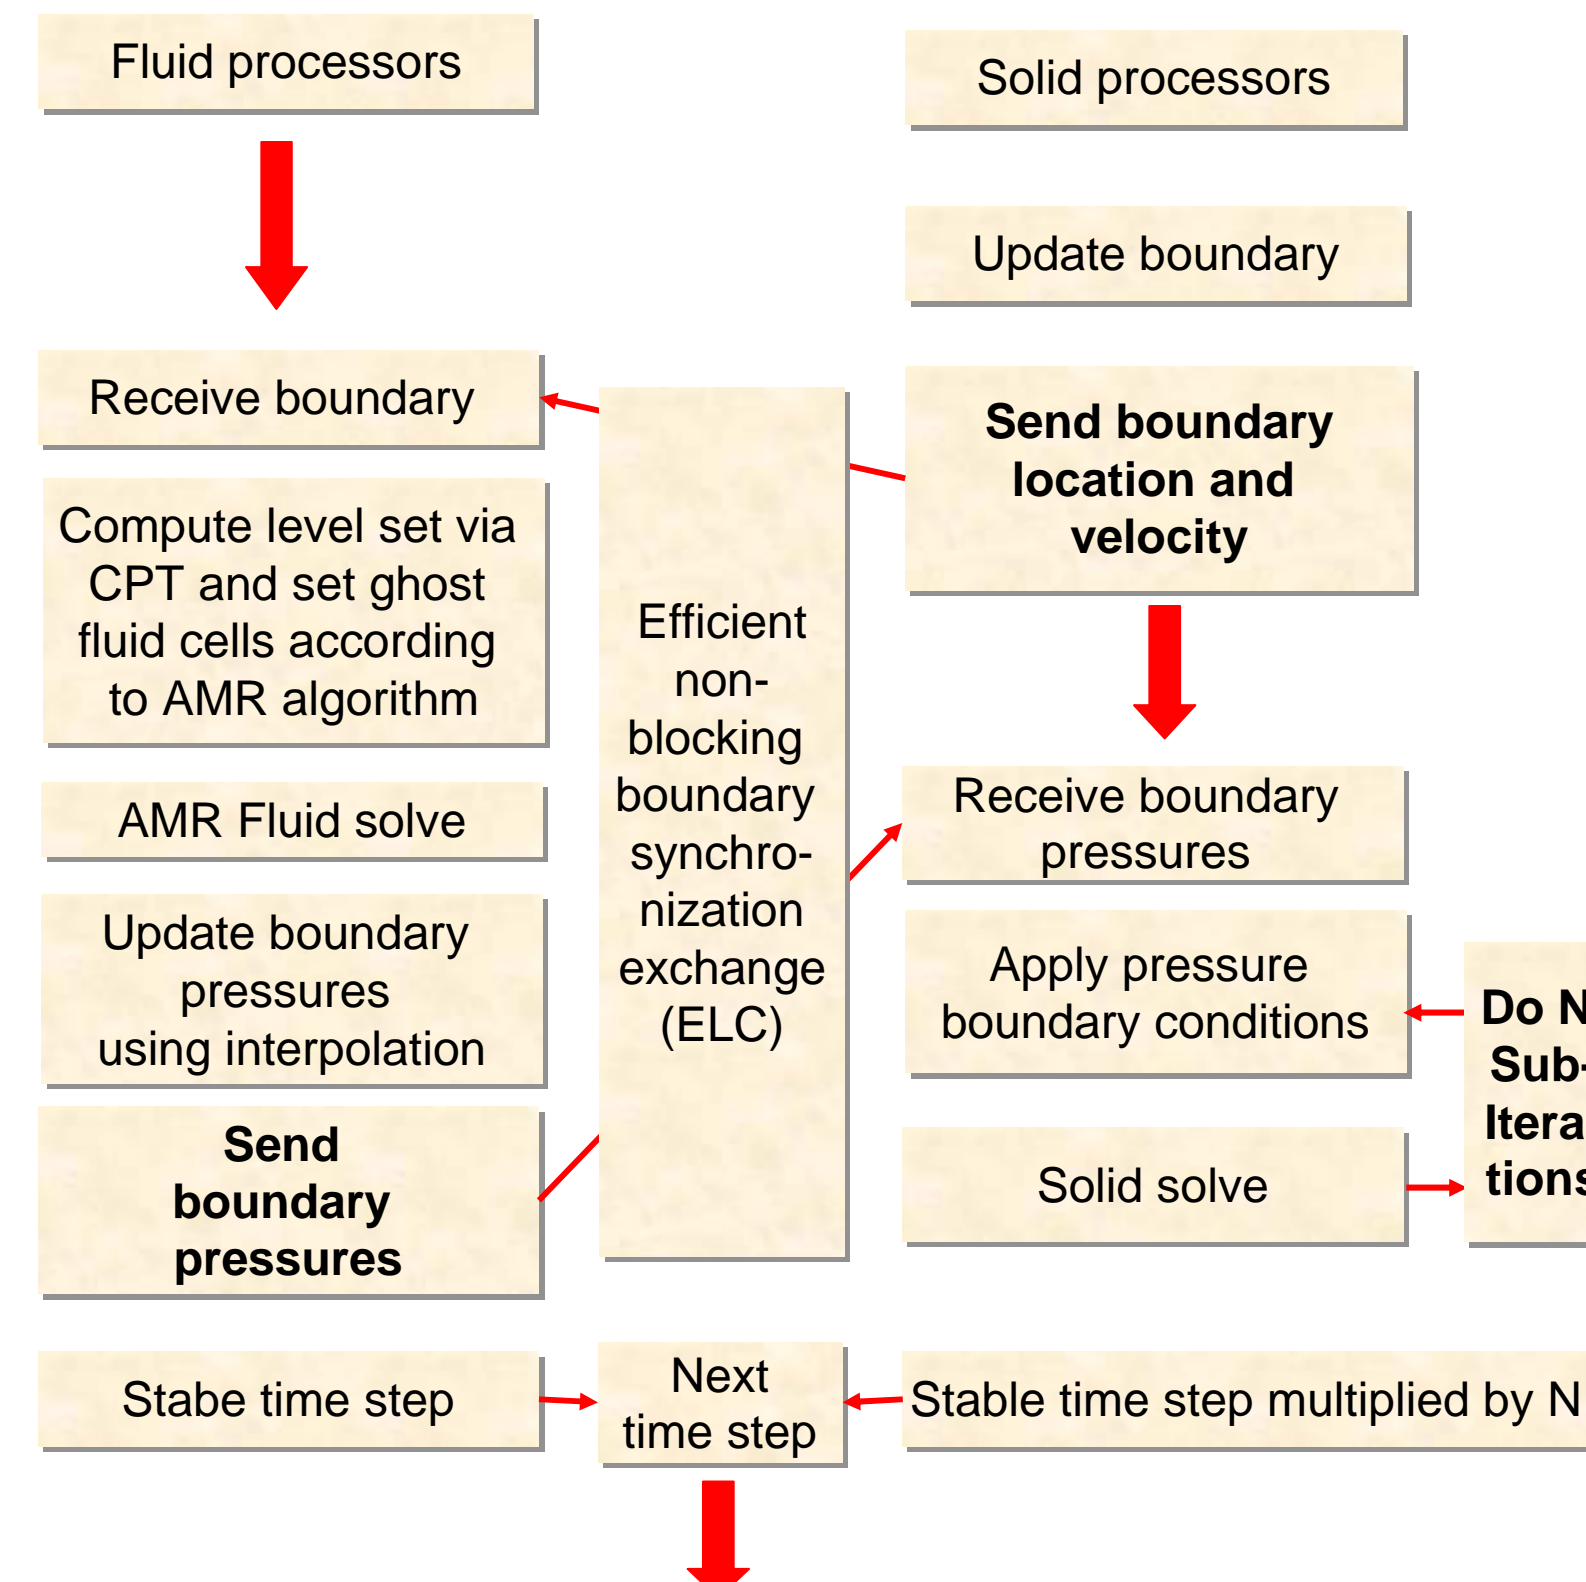 Fluid processors
Solid processors
Update boundary
Receive boundary
Send boundary
location and
velocity
Compute level set via
CPT and set ghost
fluid cells according
to AMR algorithm
Efficient
non-
blocking
boundary
synchro-
nization
exchange
(ELC)
AMR Fluid solve
Receive boundary
pressures
Update boundary
pressures
using interpolation
Apply pressure
boundary conditions
Do N
Sub-
Itera
tions
Send
boundary
pressures
Solid solve
Stabe time step
Next
time step
Stable time step multiplied by N